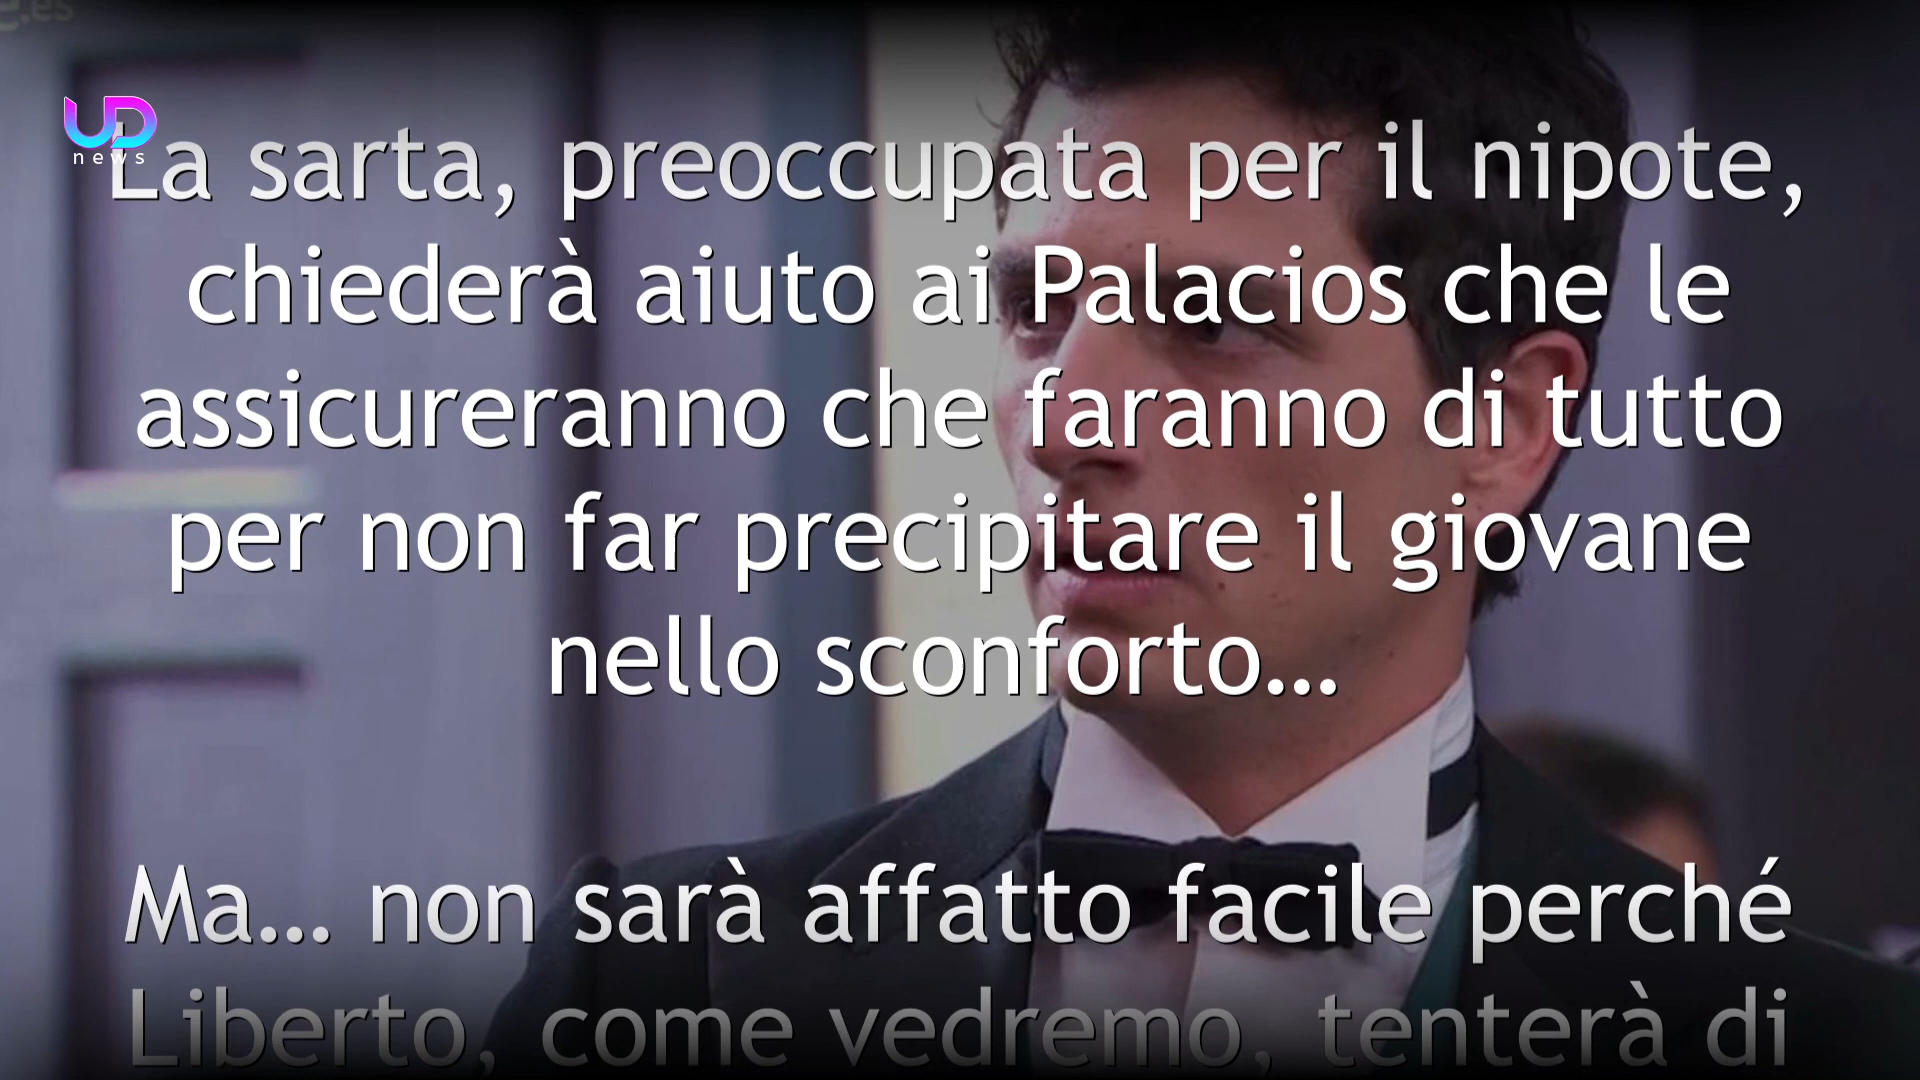 e.es
UD
news
La sarta, preoccupata per il nipote,
chiederà aiuto ai Palacios che le
assicureranno che faranno di tutto
per non far precipitare il giovane
nello sconforto...
Ma... non sarà affatto facile perché
Liberto, come vedremo, tenterà di